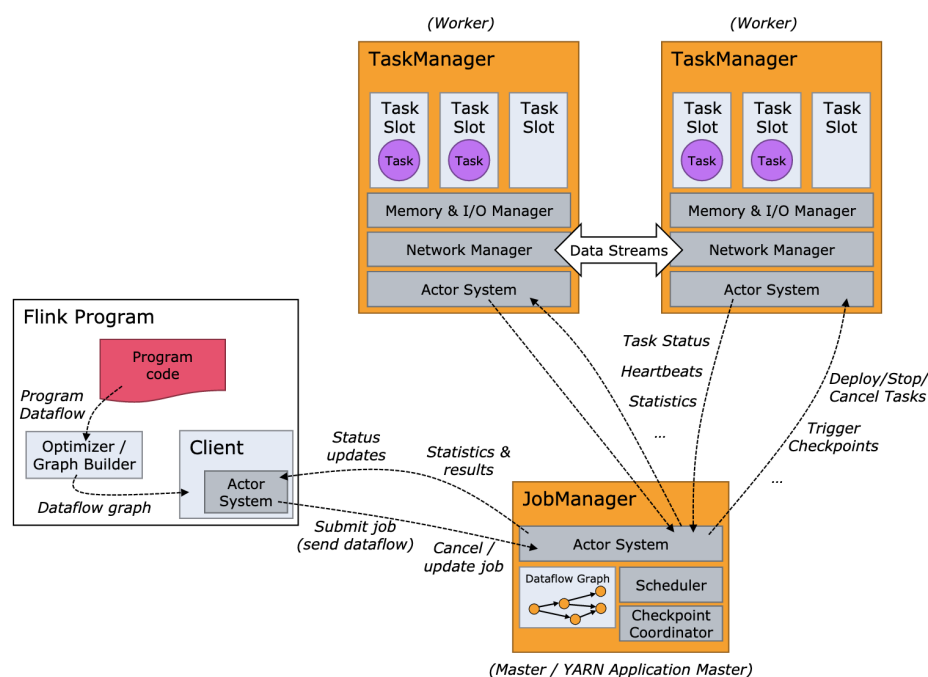 (Worker)
(Worker)
TaskManager
TaskManager
Task
Slot
Task
Task
Slot
Task
Task
Slot
Task
Slot
Task
Task
Slot
Task
Task
Slot
Memory & I/O Manager
Memory & I/O Manager
Network Manager
Data Streams
Network Manager
Actor System
Actor System
Flink Program
Program
code
Program
Dataflow
Optimizer /
Graph Builder
Dataflow graph
Client
Actor
System
Status
updates
Statistics &
results
Submit job
(send dataflow)
Cancel /
update job
Task Status
Heartbeats
Statistics
...
Deploy/Stop/
Cancel Tasks
Trigger
Checkpoints
...
JobManager
Actor System
Dataflow Graph
Scheduler
Checkpoint
Coordinator
(Master / YARN Application Master)